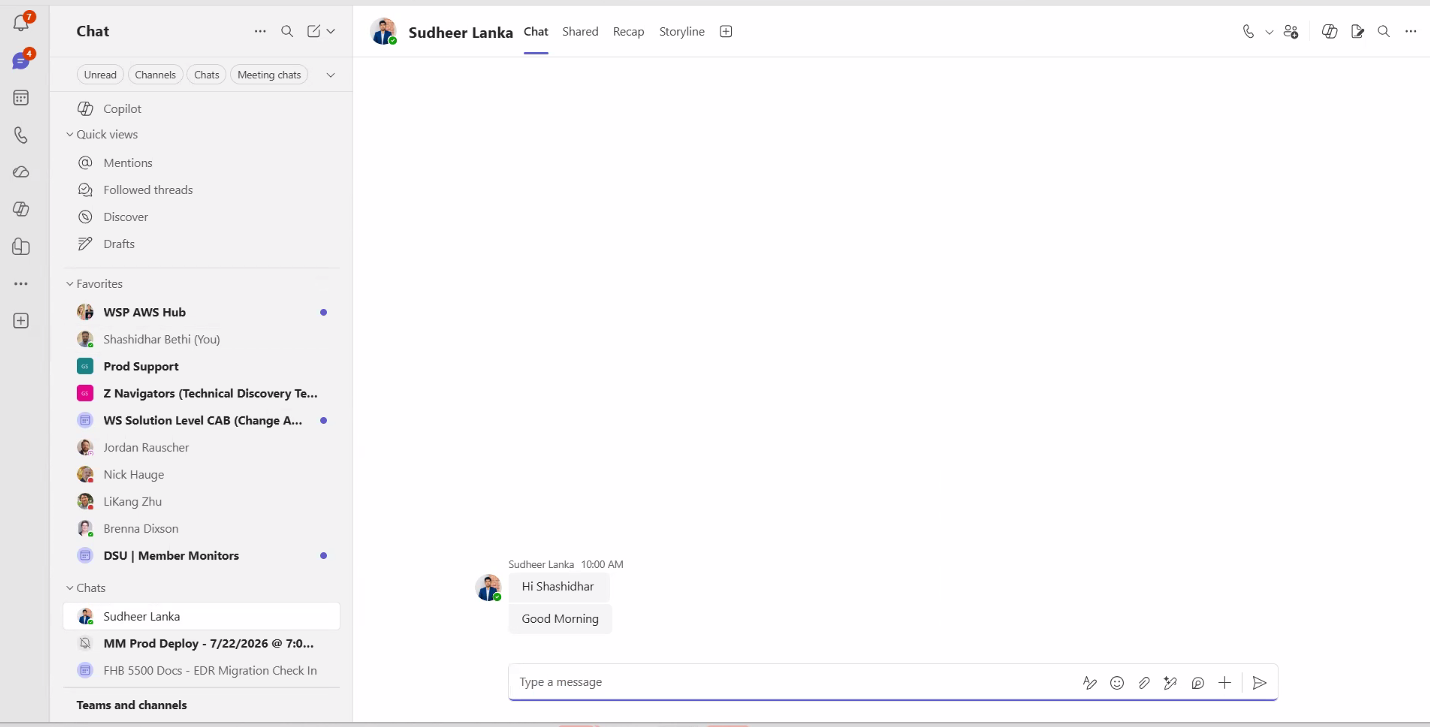 7
Chat
Sudheer Lanka Chat Shared Recap Storyline
4
Unread Channels Chats Meeting chats
Copilot
Quick views
Mentions
Followed threads
Discover
Drafts
Favorites
WSP AWS Hub
Shashidhar Bethi (You)
GS Prod Support
GS Z Navigators (Technical Discovery Te...
WS Solution Level CAB (Change A...
Jordan Rauscher
Nick Hauge
LiKang Zhu
Brenna Dixson
DSU | Member Monitors
Chats
Sudheer Lanka
MM Prod Deploy - 7/22/2026 @ 7:0...
FHB 5500 Docs - EDR Migration Check In
Teams and channels
Sudheer Lanka 10:00 AM
Hi Shashidhar
Good Morning
Type a message